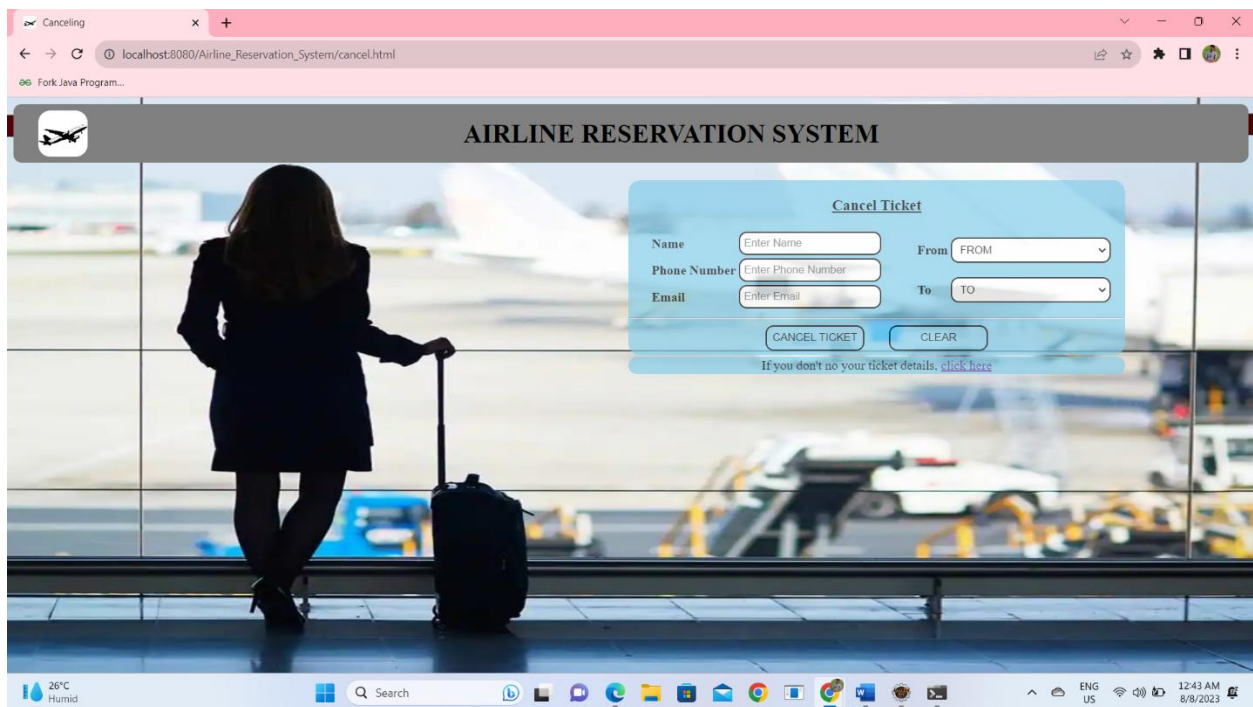 Canceling
localhost:8080/Airline_Reservation_System/cancel.html
Fork Java Program...
AIRLINE RESERVATION SYSTEM
Cancel Ticket
Name Enter Name
Phone Number Enter Phone Number
Email Enter Email
From FROM
To TO
CANCEL TICKET CLEAR
If you don't no your ticket details, click here
26°C
Humid
Search
ENG
US
12:43 AM
8/8/2023